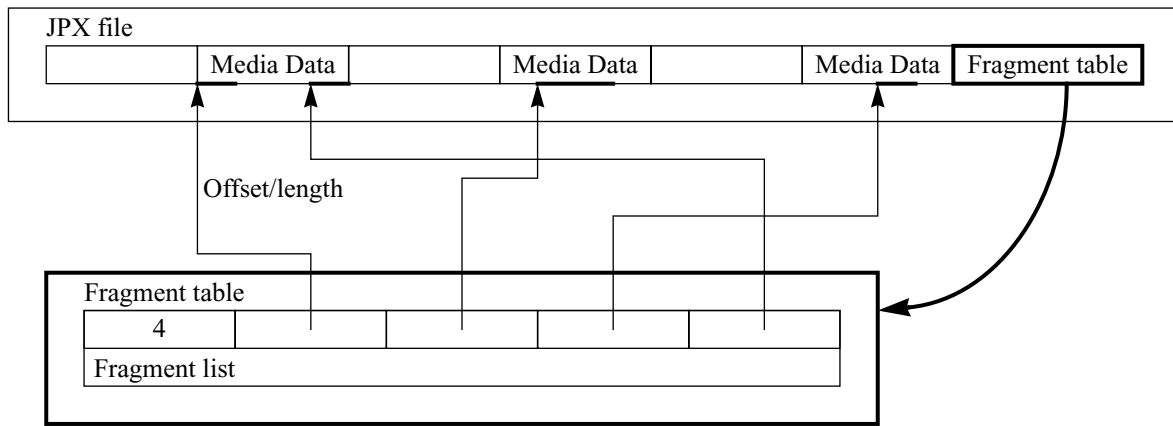 JPX file
Media Data Media Data Media Data Fragment table
Offset/length
Fragment table
4
Fragment list